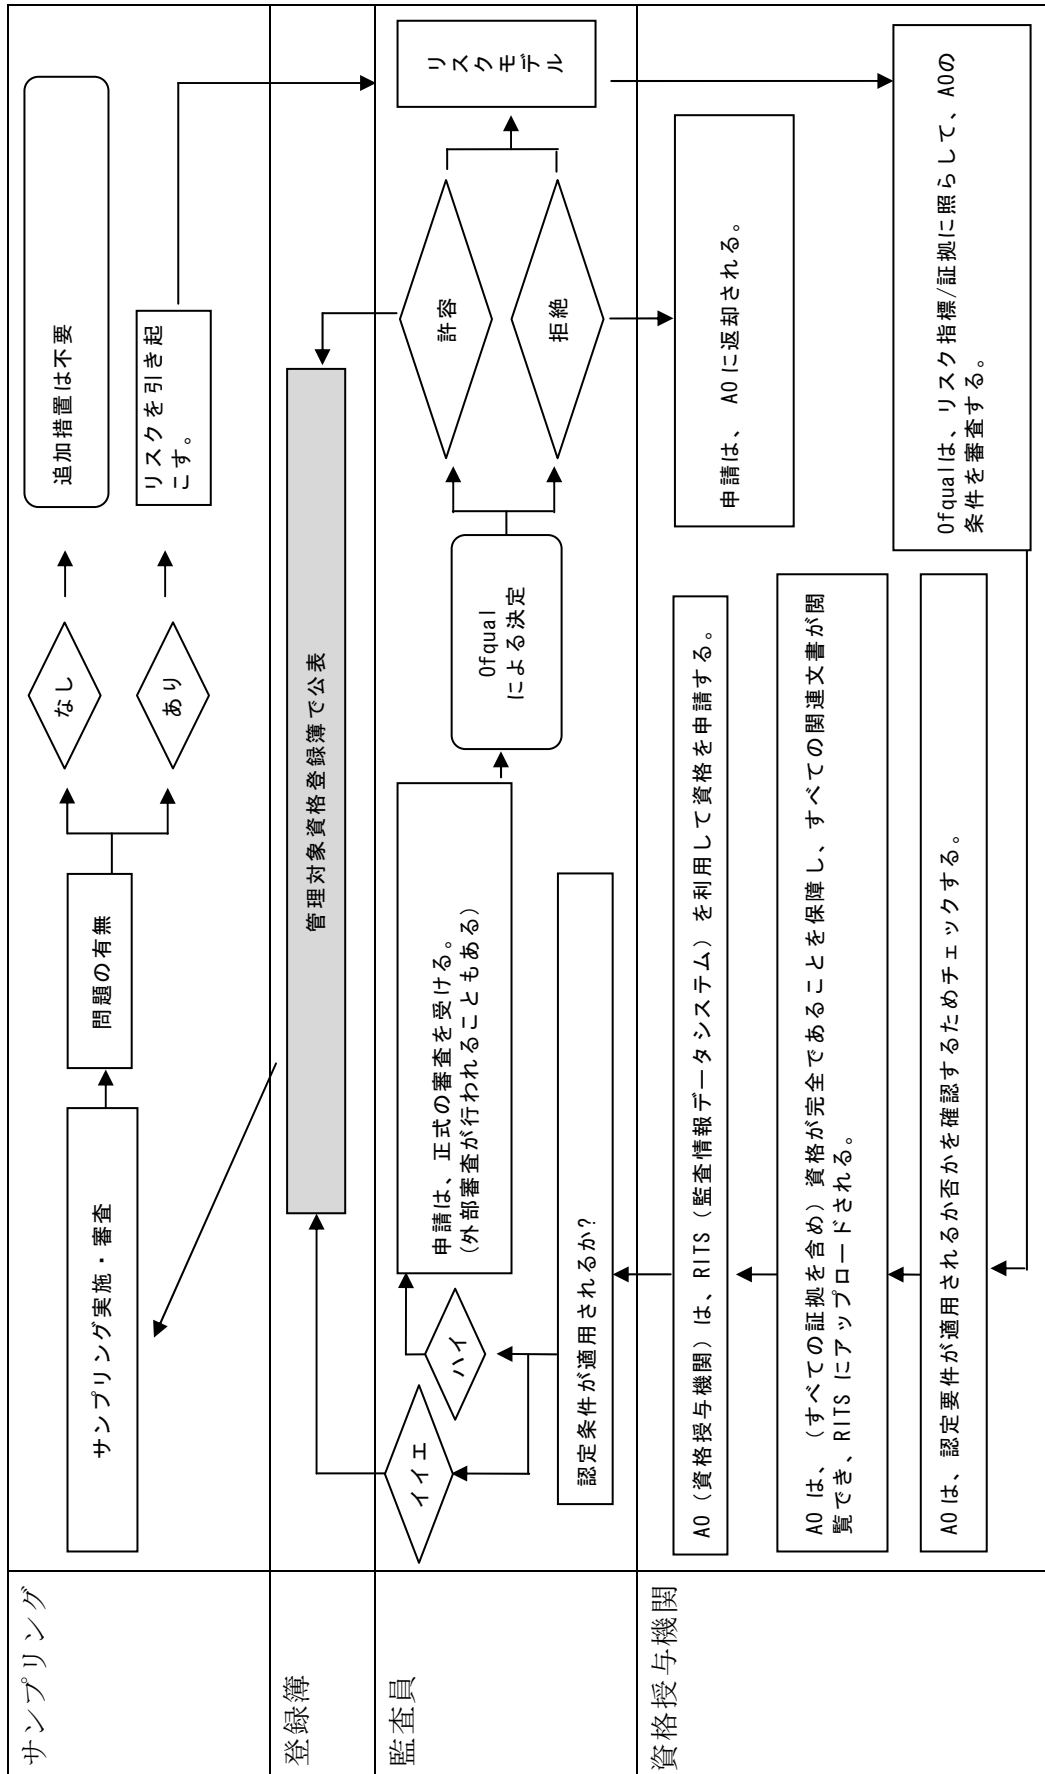 サンプリング
サンプリング実施・審査
問題の有無
なし
あり
追加措置は不要
リスクを引き起
こす。
登録簿
管理対象資格登録簿で公表
監査員
イイエ
ハイ
認定条件が適用されるか?
申請は、正式の審査を受ける。
(外部審査が行われることもある)
Ofqual
による決定
許容
拒絶
リスクモデル
資格授与機関
AO（資格授与機関）は、RITS（監査情報データシステム）を利用して資格を申請する。
申請は、AO に返却される。
AO は、（すべての証拠を含め）資格が完全であることを保障し、すべての関連文書が閲
覧でき、RITS にアップロードされる。
AO は、認定要件が適用されるか否かを確認するためチェックする。
Ofqualは、リスク指標/証拠に照らして、AOの
条件を審査する。